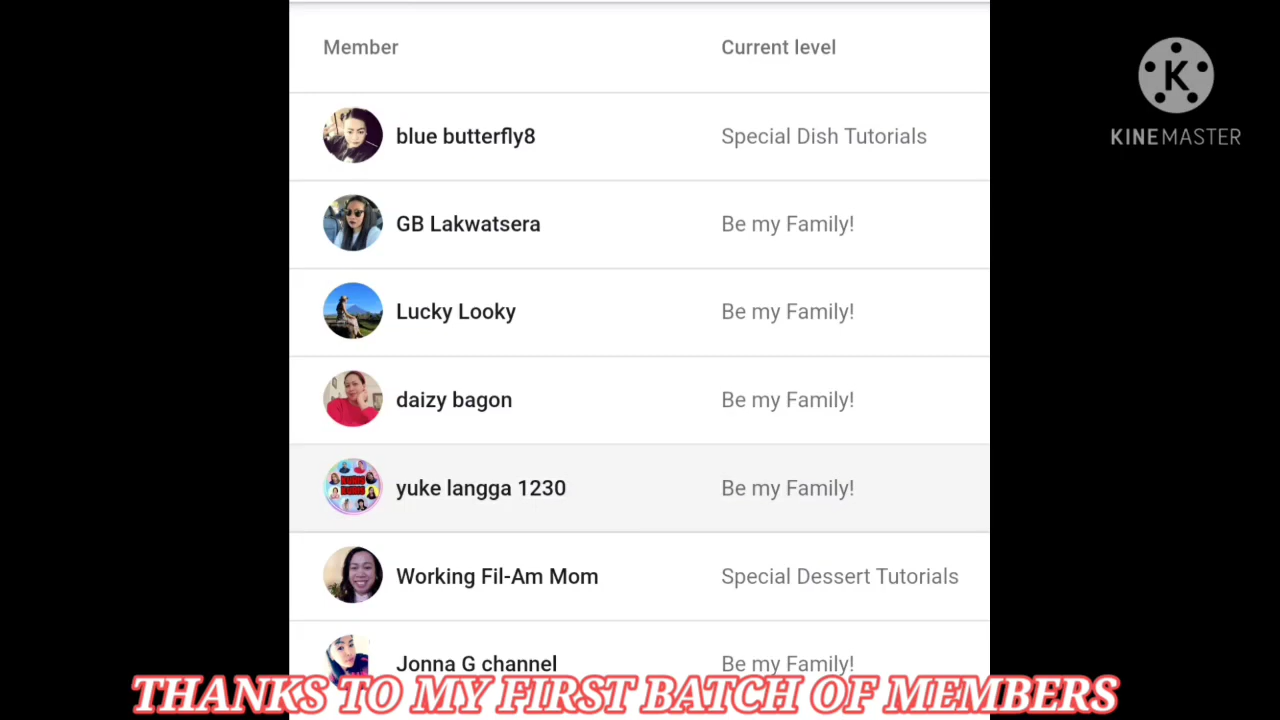 Member Current level
blue butterfly8 Special Dish Tutorials
GB Lakwatsera Be my Family!
Lucky Looky Be my Family!
daizy bagon Be my Family!
yuke langga 1230 Be my Family!
Working Fil-Am Mom Special Dessert Tutorials
Jonna G channel Be my Family!
THANKS TO MY FIRST BATCH OF MEMBERS
K
KINEMASTER